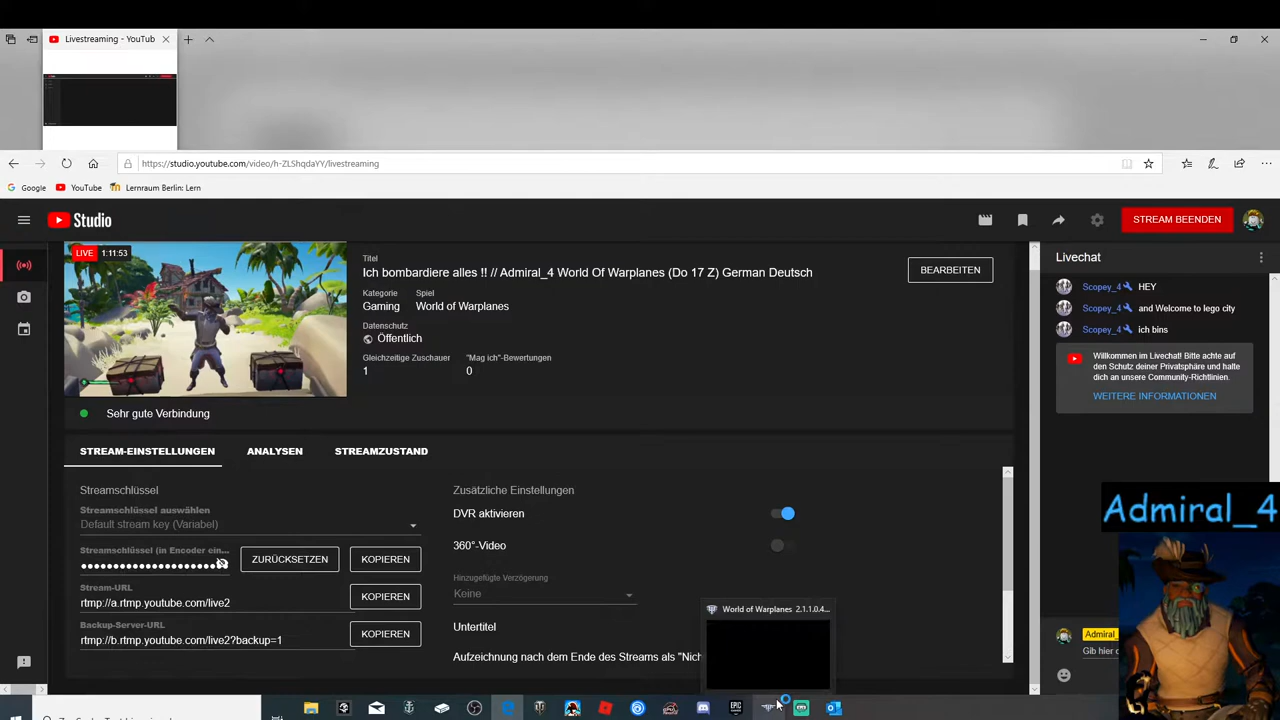 Livestreaming - YouTub
https://studio.youtube.com/video/h-ZLShqdaYY/livestreaming
Google YouTube Lernraum Berlin: Lern
Studio
STREAM BEENDEN
LIVE 1:11:53
Titel
Ich bombardiere alles !! // Admiral_4 World Of Warplanes (Do 17 Z) German Deutsch
BEARBEITEN
Kategorie Spiel
Gaming World of Warplanes
Datenschutz
Öffentlich
Gleichzeitige Zuschauer "Mag ich"-Bewertungen
1 0
Sehr gute Verbindung
STREAM-EINSTELLUNGEN ANALYSEN STREAMZUSTAND
Streamschlüssel
Streamschlüssel auswählen
Default stream key (Variabel)
Streamschlüssel (in Encoder ein...
ZURÜCKSETZEN KOPIEREN
Stream-URL
rtmp://a.rtmp.youtube.com/live2
KOPIEREN
Backup-Server-URL
rtmp://b.rtmp.youtube.com/live2?backup=1
KOPIEREN
Zusätzliche Einstellungen
DVR aktivieren
360°-Video
Hinzugefügte Verzögerung
Keine
Untertitel
Aufzeichnung nach dem Ende des Streams als "Nich
World of Warplanes 2.1.1.0.4...
Livechat
Scopey_4 HEY
Scopey_4 and Welcome to lego city
Scopey_4 ich bins
Willkommen im Livechat! Bitte achte auf
den Schutz deiner Privatsphäre und halte
dich an unsere Community-Richtlinien.
WEITERE INFORMATIONEN
Admiral_4
Admiral_
Gib hier